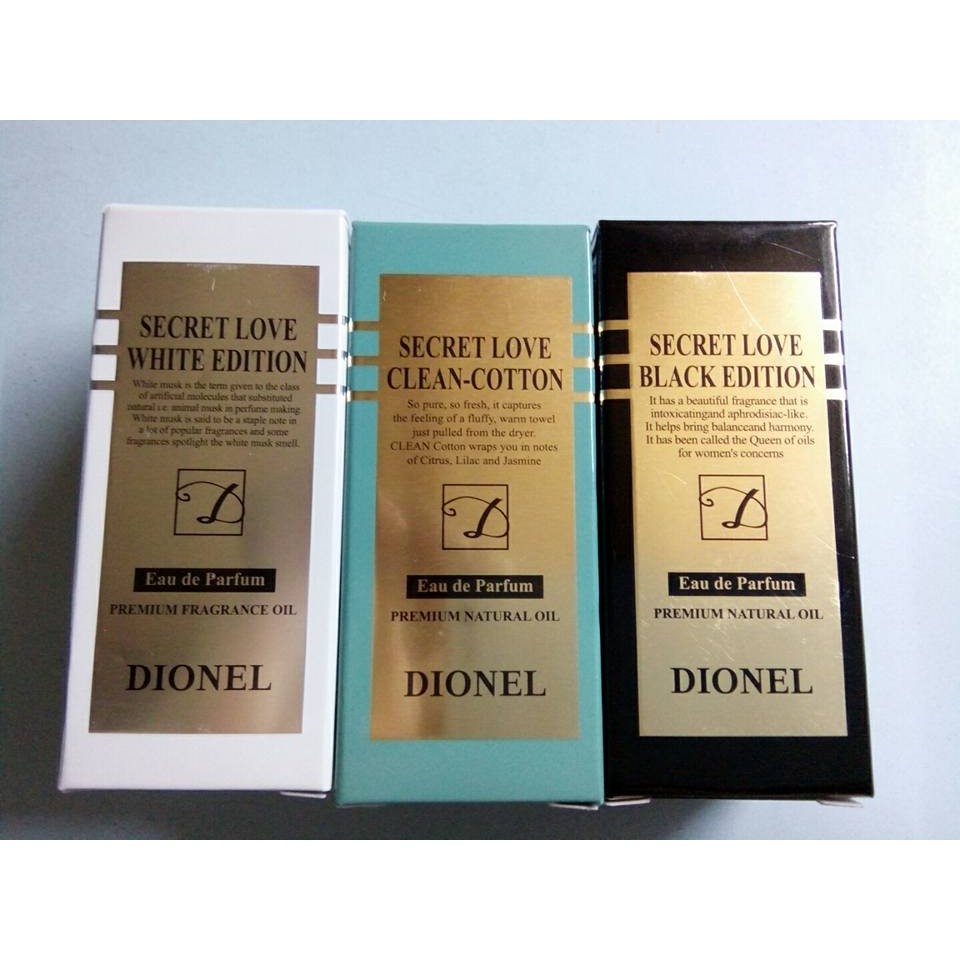 SECRET LOVE
WHITE EDITION
White musk is the term given to the class
of artificial molecules that substituted
natural i.e. animal musk in perfume making.
White musk is said to be a staple note in
a lot of popular fragrances and some
fragrances spotlight the white musk smell.
D
Eau de Parfum
PREMIUM FRAGRANCE OIL
DIONEL
SECRET LOVE
CLEAN-COTTON
So pure, so fresh, it captures
the feeling of a fluffy, warm towel
just pulled from the dryer.
CLEAN Cotton wraps you in notes
of Citrus, Lilac and Jasmine
D
Eau de Parfum
PREMIUM NATURAL OIL
DIONEL
SECRET LOVE
BLACK EDITION
It has a beautiful fragrance that is
intoxicatingand aphrodisiac-like.
It helps bring balanceand harmony.
It has been called the Queen of oils
for women's concerns
D
Eau de Parfum
PREMIUM NATURAL OIL
DIONEL